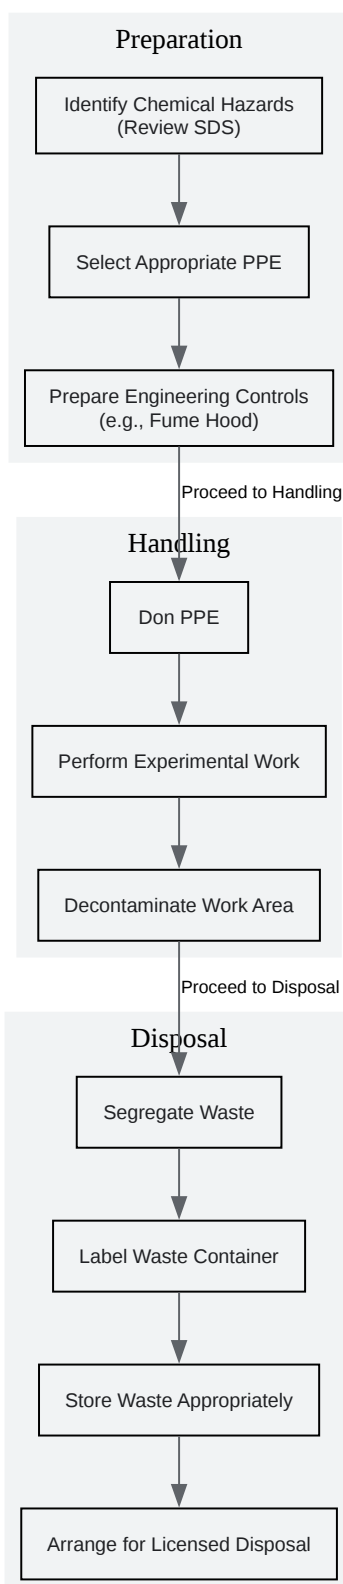 Preparation
Identify Chemical Hazards
(Review SDS)
Select Appropriate PPE
Prepare Engineering Controls
(e.g., Fume Hood)
Proceed to Handling
Handling
Don PPE
Perform Experimental Work
Decontaminate Work Area
Proceed to Disposal
Disposal
Segregate Waste
Label Waste Container
Store Waste Appropriately
Arrange for Licensed Disposal